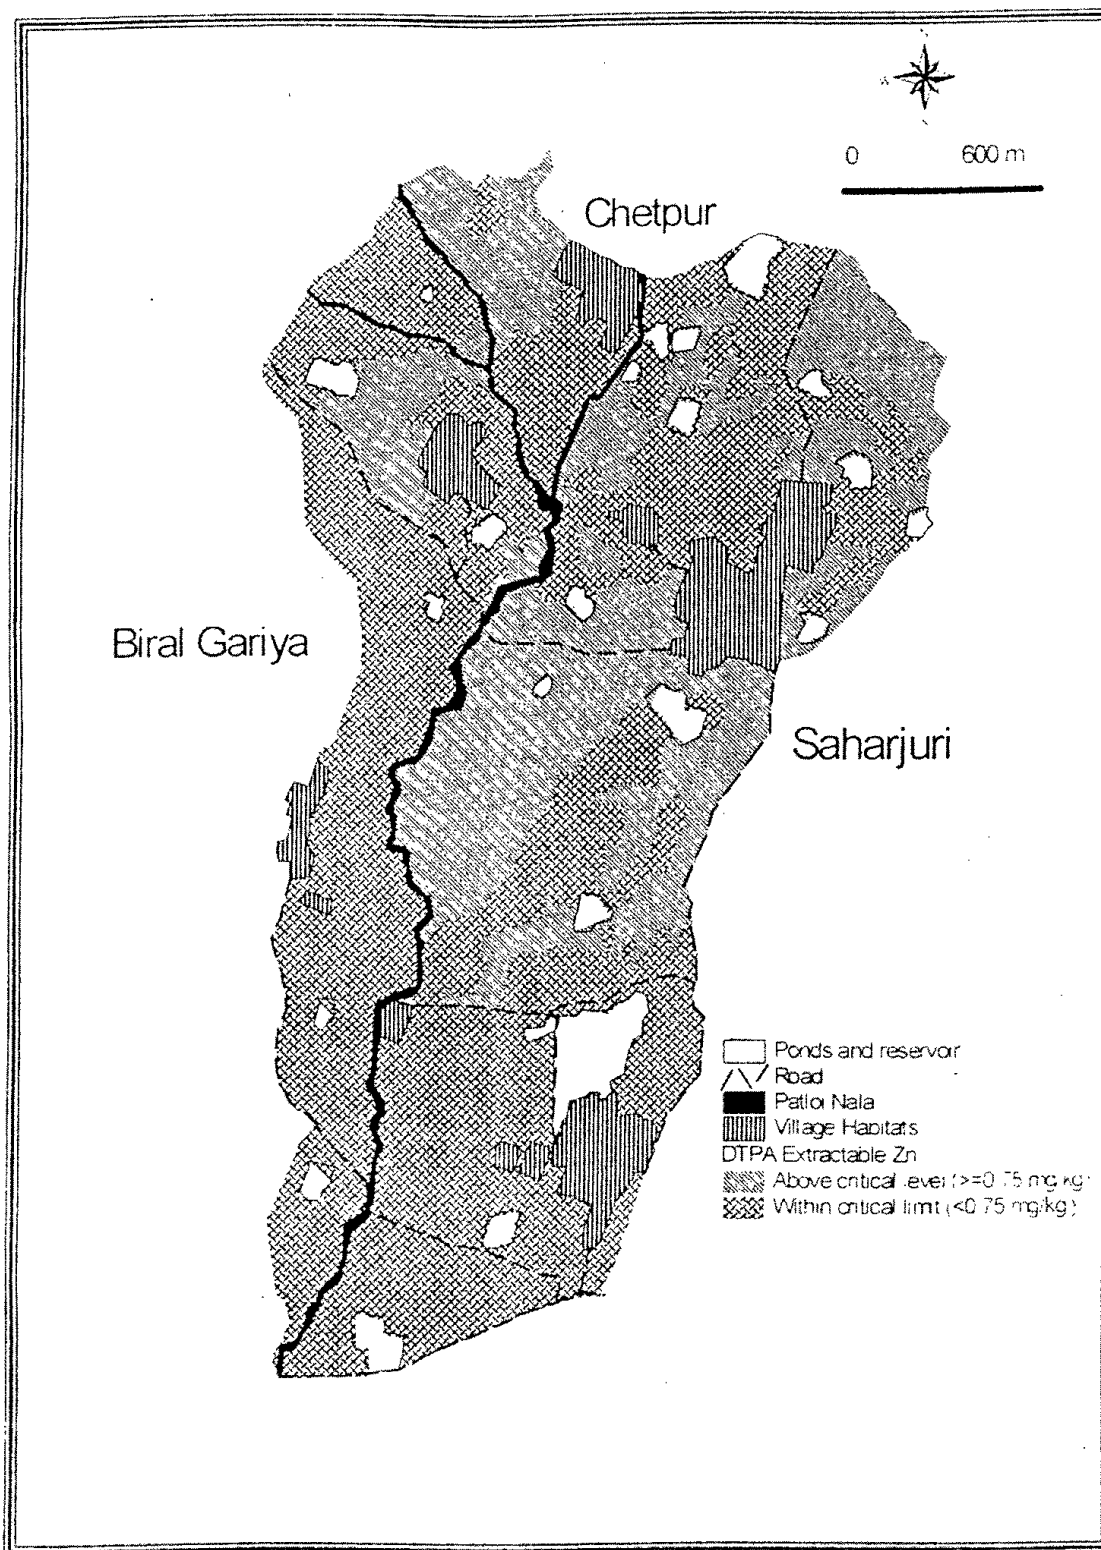 0 600 m
Chetpur
Biral Gariya
Saharjuri
Ponds and reservoir
Road
Patloi Nala
Village Habitats
DTPA Extractable Zn
Above critical level (>=0.75 mg/kg)
Within critical limit (<0.75 mg/kg)